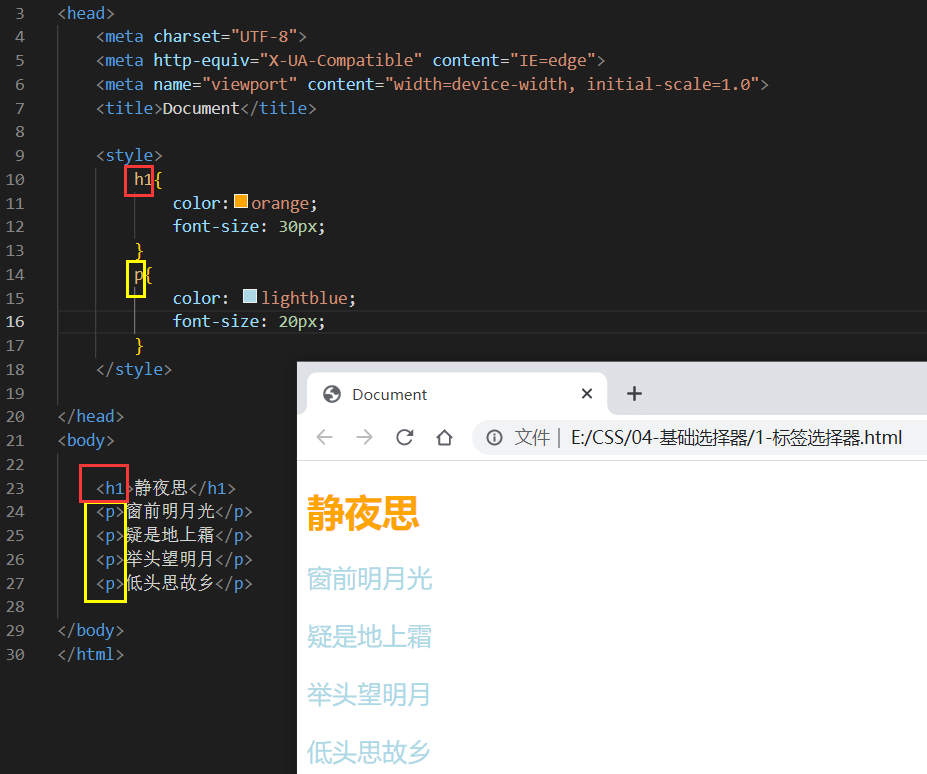 3 <head>
4 <meta charset="UTF-8">
5 <meta http-equiv="X-UA-Compatible" content="IE=edge">
6 <meta name="viewport" content="width=device-width, initial-scale=1.0">
7 <title>Document</title>
8
9 <style>
10 h1{
11 color: orange;
12 font-size: 30px;
13 }
14 p{
15 color: lightblue;
16 font-size: 20px;
17 }
18 </style>
19
20 </head>
21 <body>
22
23 <h1>静夜思</h1>
24 <p>窗前明月光</p>
25 <p>疑是地上霜</p>
26 <p>举头望明月</p>
27 <p>低头思故乡</p>
28
29 </body>
30 </html>
Document
文件 | E:/CSS/04-基础选择器/1-标签选择器.html
静夜思
窗前明月光
疑是地上霜
举头望明月
低头思故乡